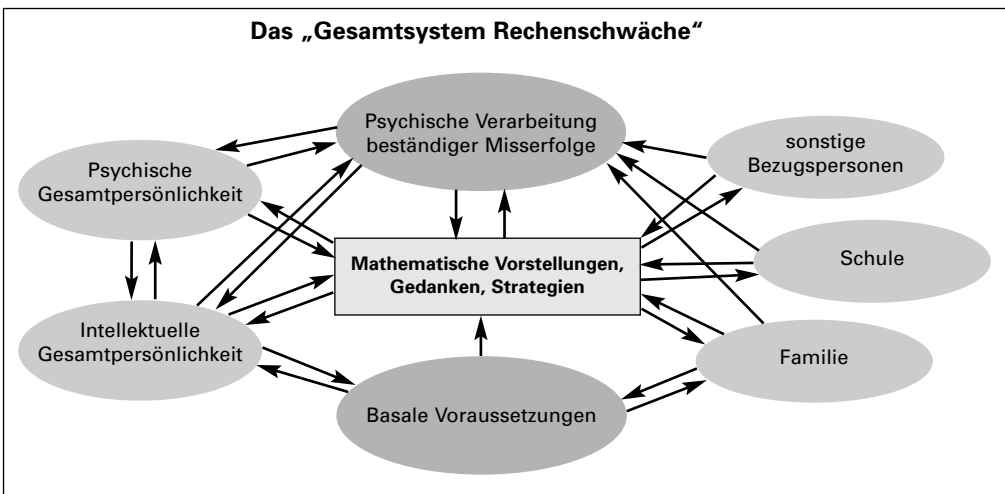 Das „Gesamtsystem Rechenschwäche“
Psychische Verarbeitung
beständiger Misserfolge
sonstige
Bezugspersonen
Psychische
Gesamtpersönlichkeit
Mathematische Vorstellungen,
Gedanken, Strategien
Schule
Intellektuelle
Gesamtpersönlichkeit
Familie
Basale Voraussetzungen